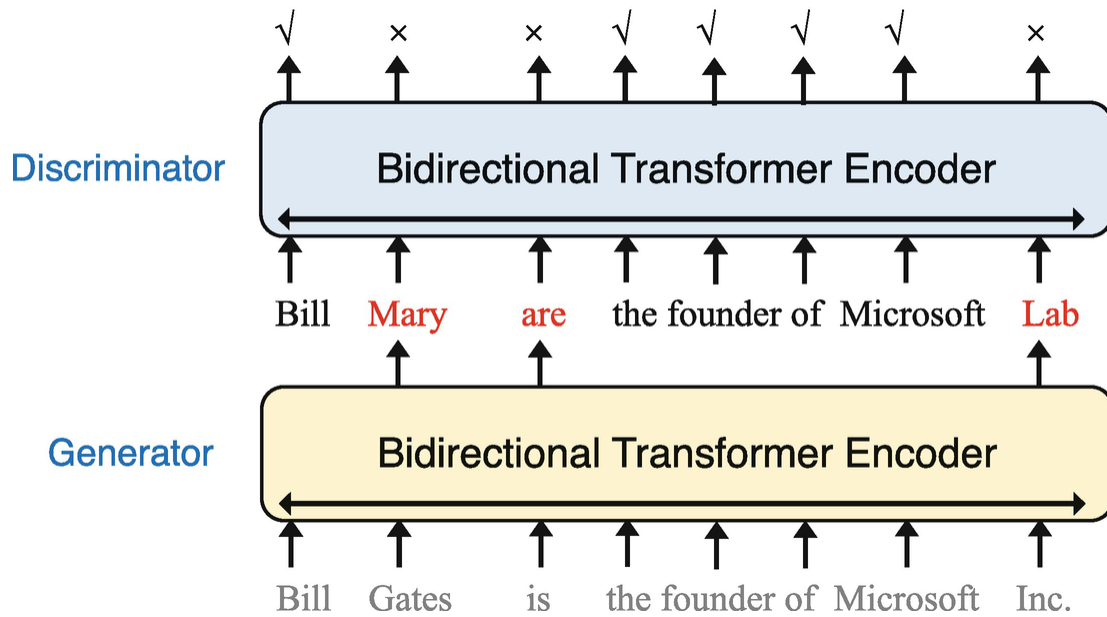 √ × × √ √ √ √ ×
Discriminator
Bidirectional Transformer Encoder
Bill Mary are the founder of Microsoft Lab
Generator
Bidirectional Transformer Encoder
Bill Gates is the founder of Microsoft Inc.